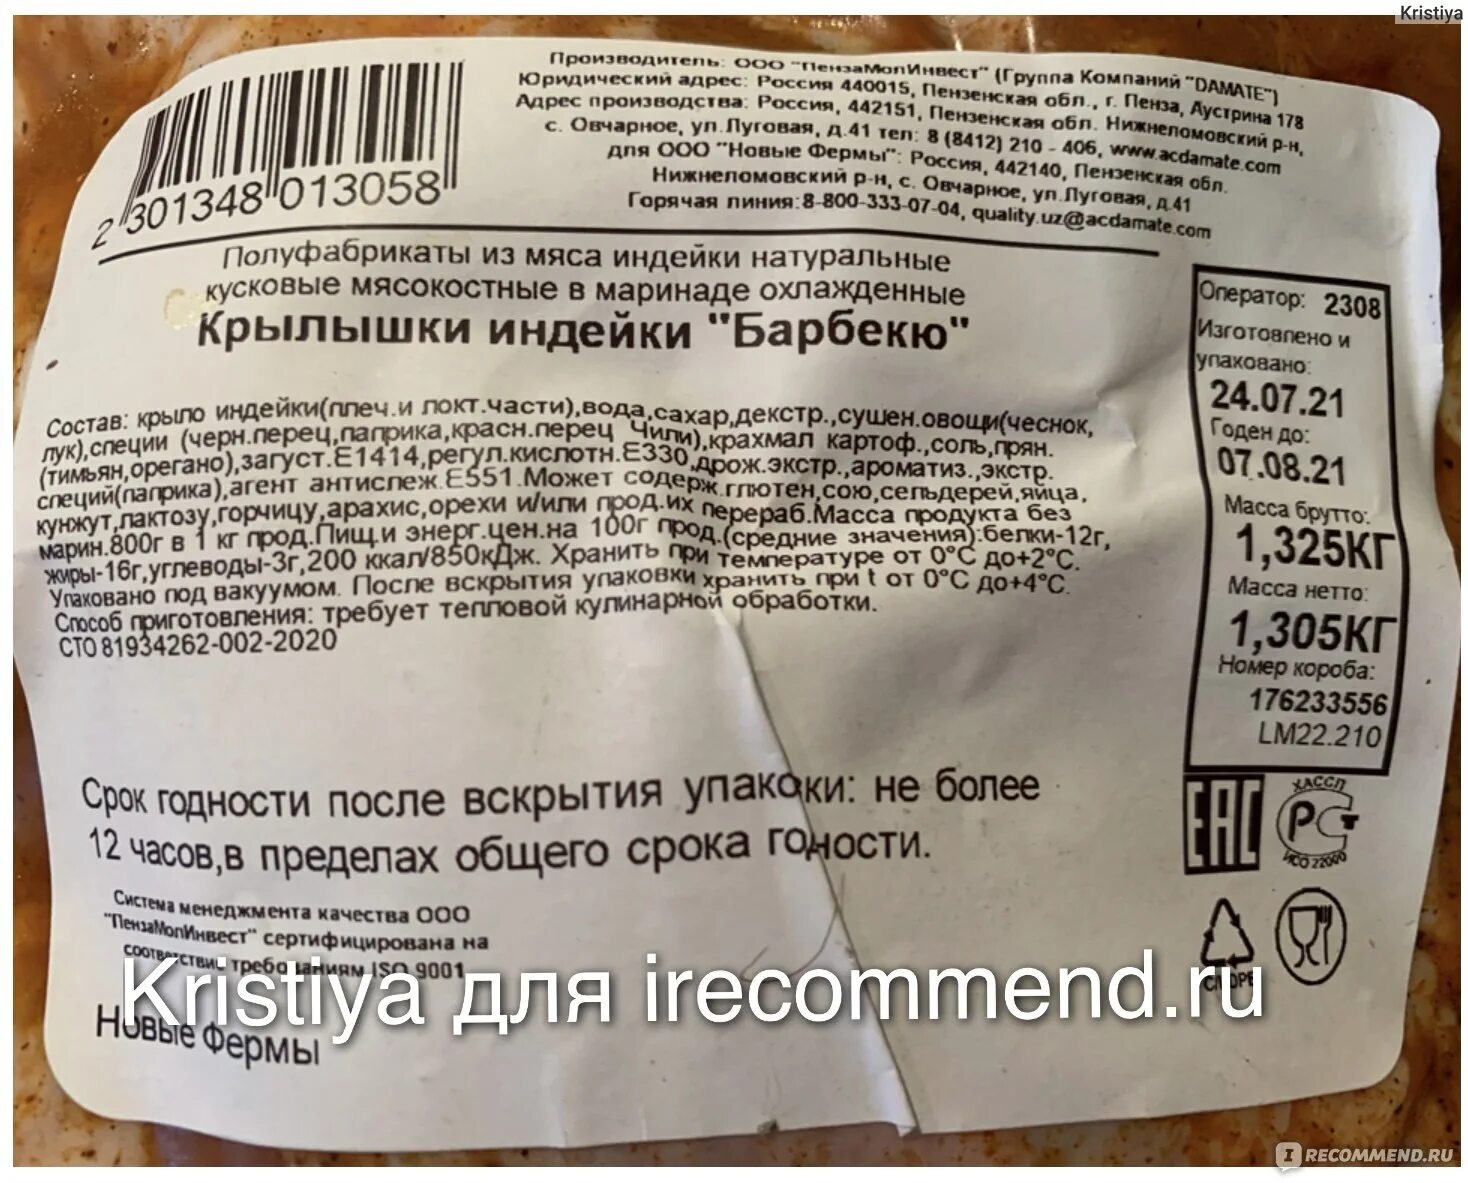 Kristiya
Производитель: ООО "ПензаМолИнвест" (Группа Компаний "DAMATE")
Юридический адрес: Россия 440015, Пензенская обл., г. Пенза, Аустрина 178
Адрес производства: Россия, 442151, Пензенская обл. Нижнеломовский р-н,
с. Овчарное, ул.Луговая, д.41 тел: 8 (8412) 210 - 406, www.acdamate.com
для ООО "Новые Фермы": Россия, 442140, Пензенская обл.
Нижнеломовский р-н, с. Овчарное, ул.Луговая, д.41
Горячая линия:8-800-333-07-04, quality.uz@acdamate.com
2 301348 013058
Полуфабрикаты из мяса индейки натуральные
кусковые мясокостные в маринаде охлажденные
Крылышки индейки "Барбекю"
Состав: крыло индейки(плеч.и локт.части),вода,сахар,декстр.,сушен.овощи(чеснок,
лук),специи (черн.перец,паприка,красн.перец Чили),крахмал картоф.,соль,прян.
(тимьян,орегано),загуст.Е1414,регул.кислотн.Е330,дрож.экстр.,ароматиз.,экстр.
специй(паприка),агент антислеж.Е551.Может содерж.глютен,сою,сельдерей,яйца,
кунжут,лактозу,горчицу,арахис,орехи и/или прод.их перераб.Масса продукта без
марин.800г в 1 кг прод.Пищ.и энерг.цен.на 100г прод.(средние значения):белки-12г,
жиры-16г,углеводы-3г,200 ккал/850кДж. Хранить при температуре от 0°С до+2°С.
Упаковано под вакуумом. После вскрытия упаковки хранить при t от 0°С до+4°С.
Способ приготовления: требует тепловой кулинарной обработки.
СТО 81934262-002-2020
Оператор: 2308
Изготовлено и
упаковано:
24.07.21
Годен до:
07.08.21
Масса брутто:
1,325КГ
Масса нетто:
1,305КГ
Номер короба:
176233556
LM22.210
EAC
ХАССП
РСТ
ИСО 22000
Срок годности после вскрытия упакоки: не более
12 часов,в пределах общего срока гоности.
Система менеджмента качества ООО
"ПензаМолИнвест" сертифицирована на
соответствие требованиям ISO 9001
Kristiya для irecommend.ru
Новые Фермы
IRECOMMEND.RU